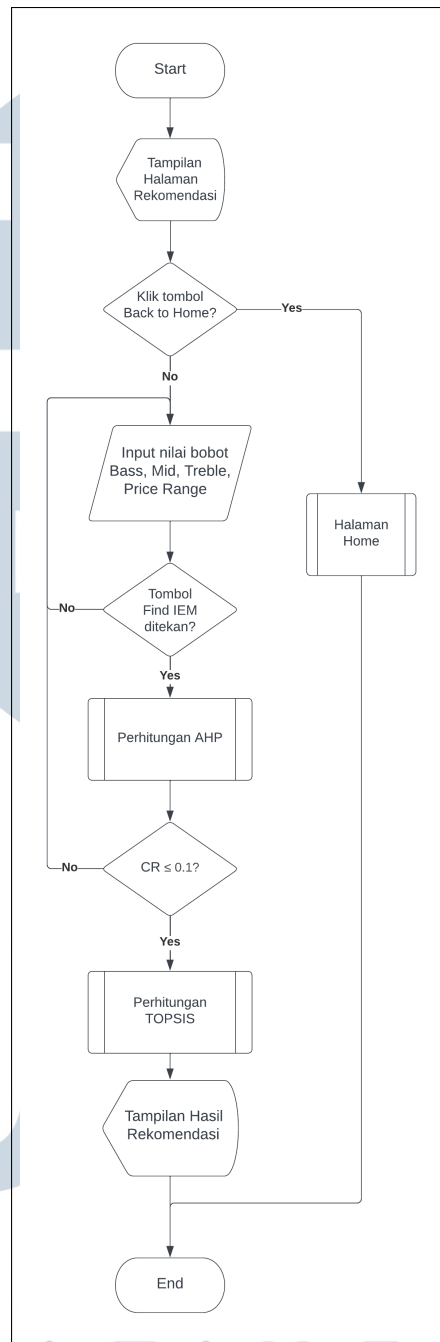 Start
Tampilan
Halaman
Rekomendasi
Klik tombol
Back to Home?
Yes
No
Input nilai bobot
Bass, Mid, Treble,
Price Range
Halaman
Home
Tombol
Find IEM
ditekan?
No
Yes
Perhitungan AHP
CR ≤ 0.1?
No
Yes
Perhitungan
TOPSIS
Tampilan Hasil
Rekomendasi
End